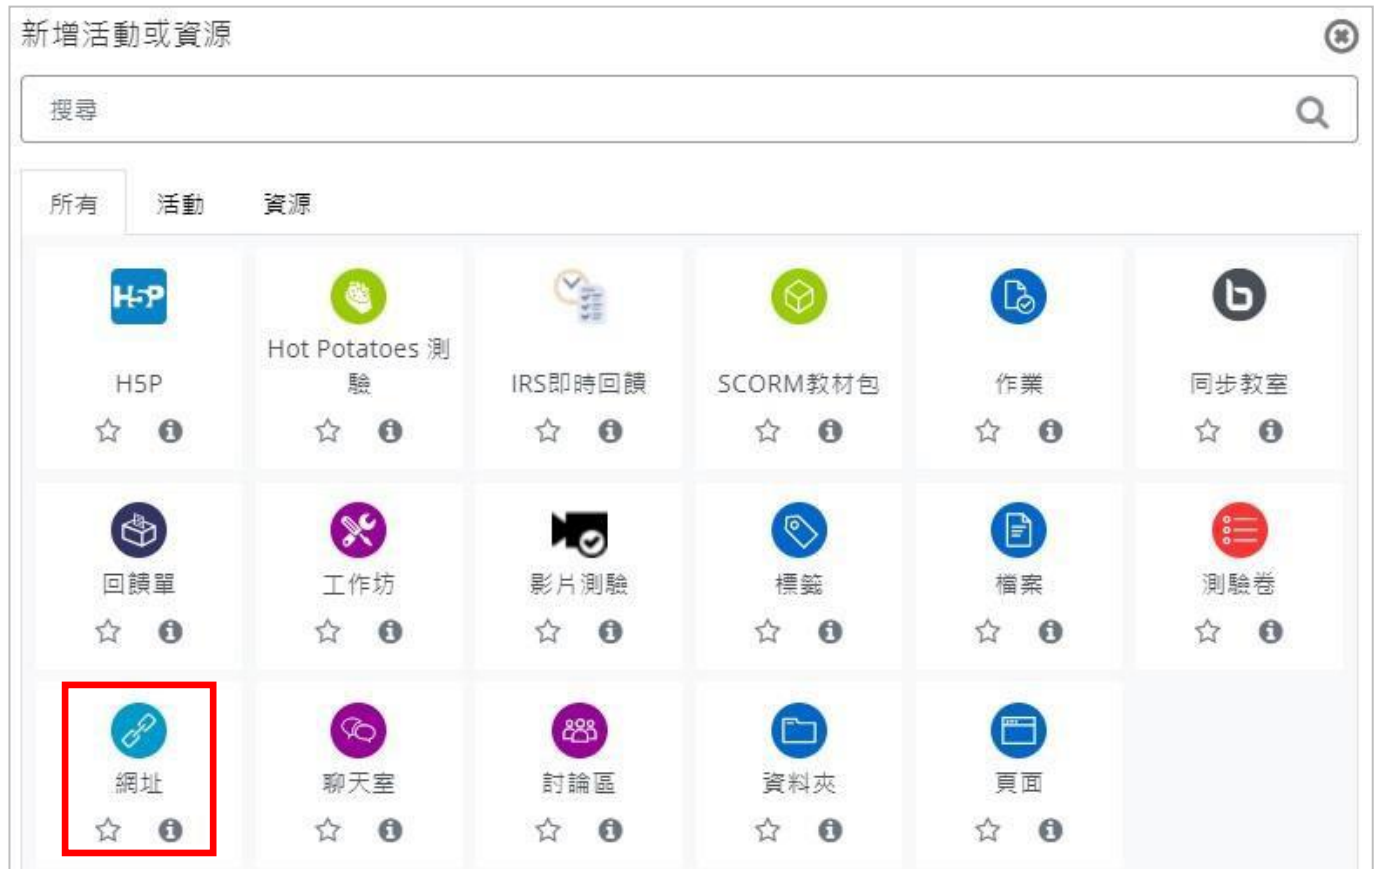 新增活動或資源
搜尋
所有 活動 資源
H5P
H5P
Hot Potatoes 測
驗
IRS即時回饋
SCORM教材包
作業
同步教室
回饋單
工作坊
影片測驗
標籤
檔案
測驗卷
網址
聊天室
討論區
資料夾
頁面